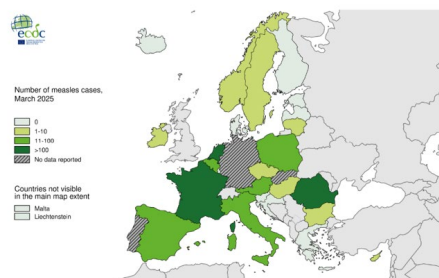 ecdc
Number of measles cases,
March 2025
0
1-10
11-100
>100
No data reported
Countries not visible
in the main map extent
Malta
Liechtenstein